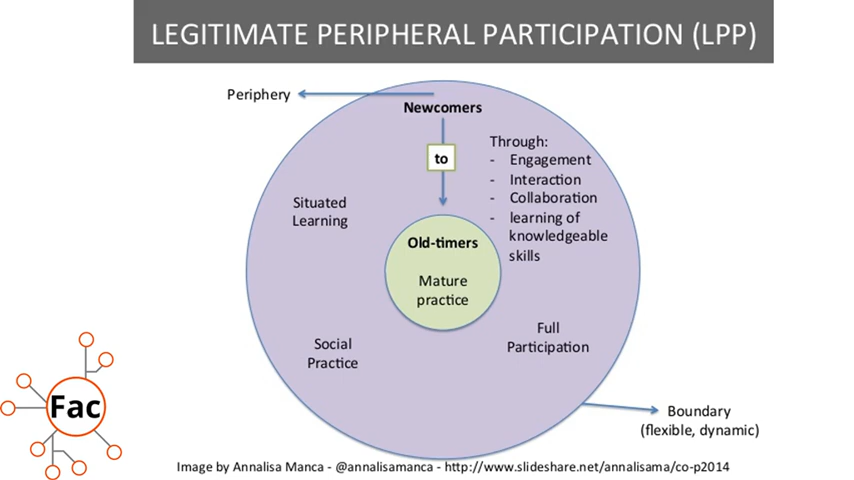 LEGITIMATE PERIPHERAL PARTICIPATION (LPP)
Periphery
Newcomers
to
Through:
- Engagement
- Interaction
- Collaboration
- learning of
knowledgeable
skills
Situated
Learning
Old-timers
Mature
practice
Social
Practice
Full
Participation
Boundary
(flexible, dynamic)
Fac
Image by Annalisa Manca - @annalisamanca - http://www.slideshare.net/annalisama/co-p2014